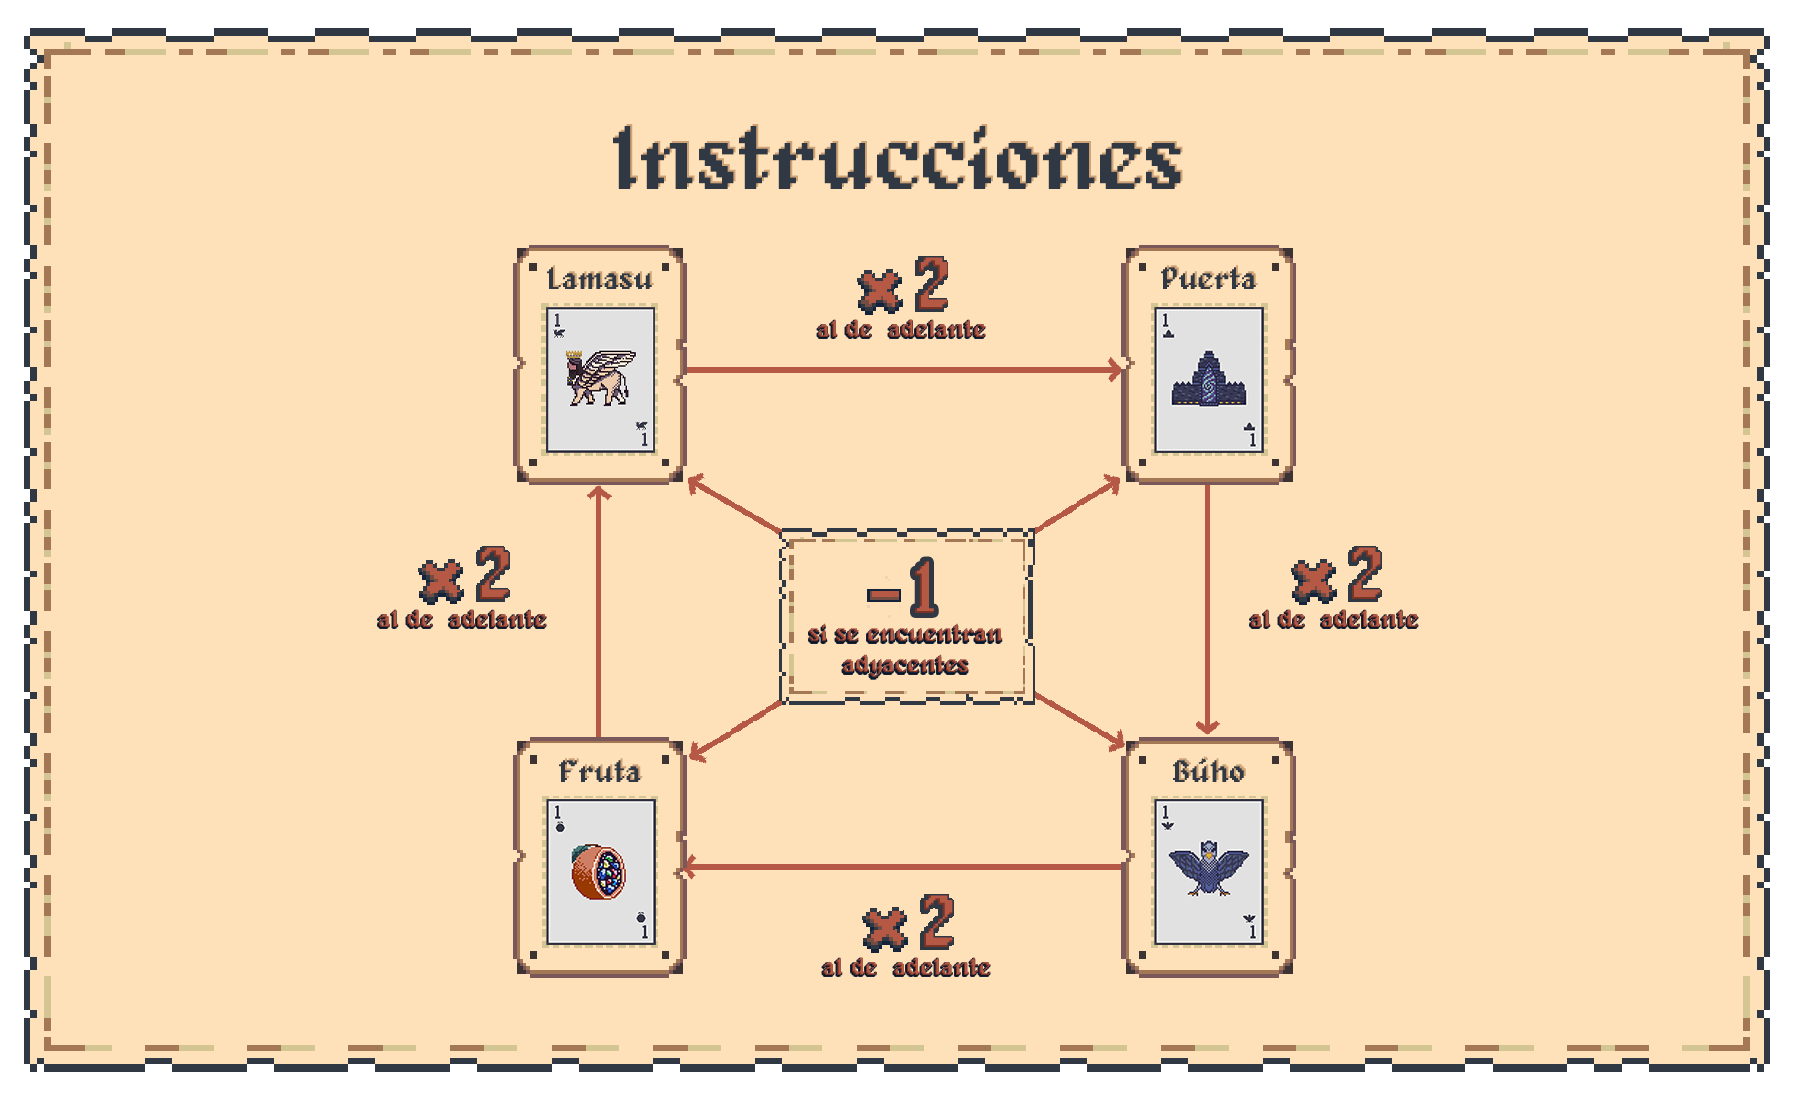 Instrucciones
Lamasu
1
1
x2
al de adelante
Puerta
1
1
x2
al de adelante
-1
si se encuentran
adyacentes
x2
al de adelante
Fruta
1
1
x2
al de adelante
Búho
1
1